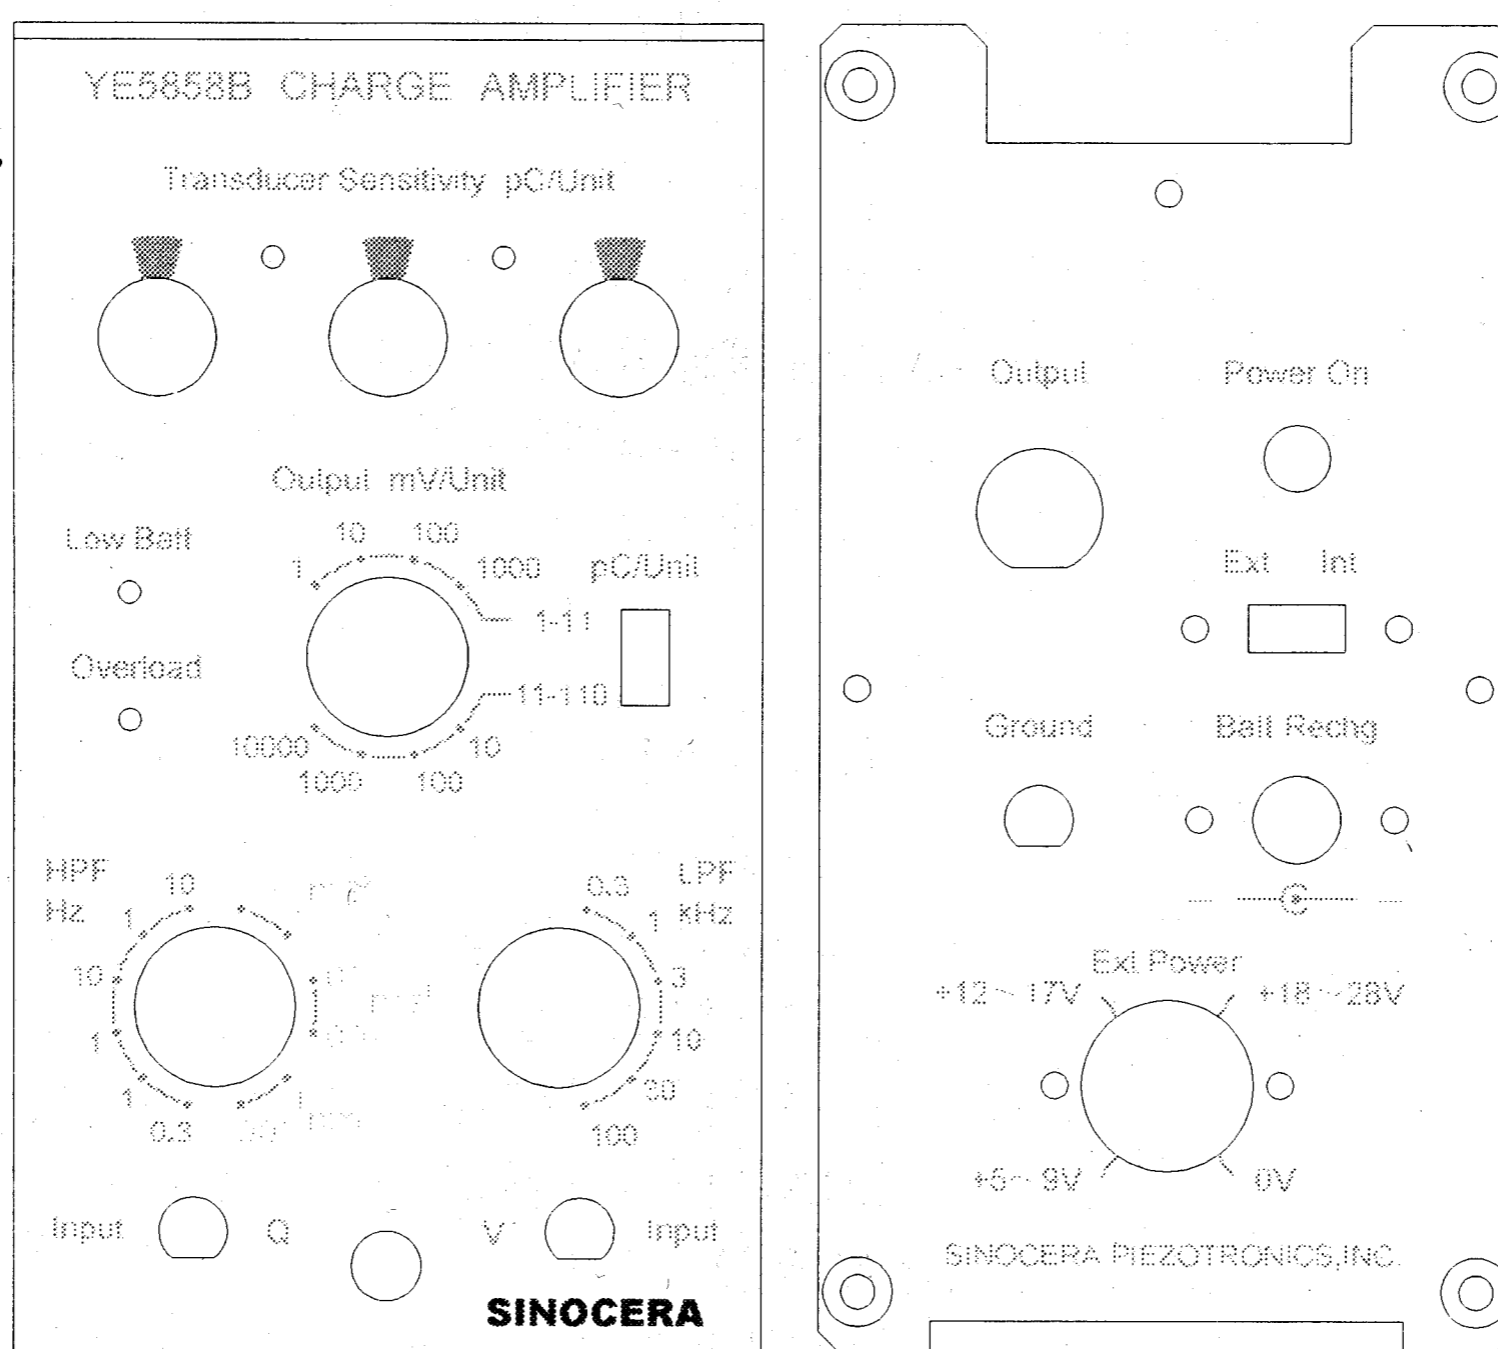 YE5858B CHARGE AMPLIFIER
Transducer Sensitivity pC/Unit
Output mV/Unit
10 100
1 1000
Low Batt
pC/Unit
1-11
Overload
11-110
10000 10
1000 100
HPF
Hz
10
1
10
1
1
0.3
LPF
kHz
0.3
1
3
10
30
100
Input Q V Input
SINOCERA
Output Power On
Ext Int
Ground Batt Rechg
Ext Power
+12~17V +18~28V
+5~9V 0V
SINOCERA PIEZOTRONICS,INC.